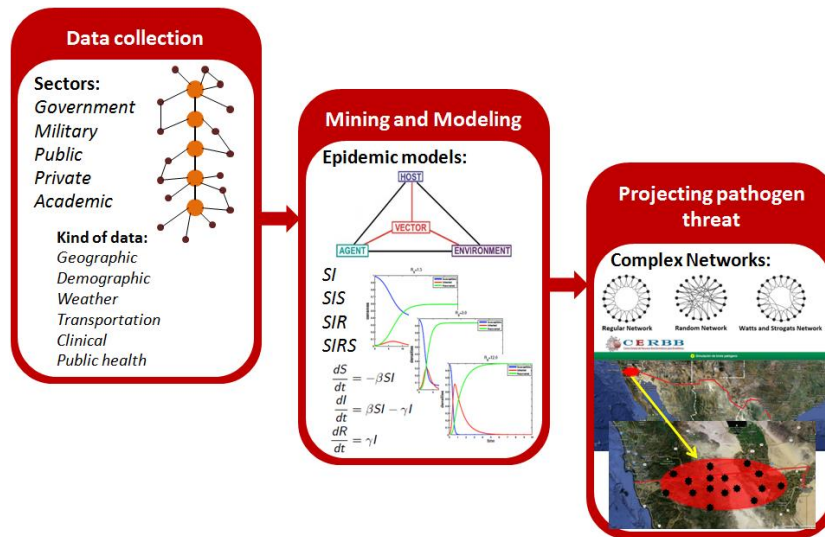 Data collection
Sectors:
Government
Military
Public
Private
Academic
Kind of data:
Geographic
Demographic
Weather
Transportation
Clinical
Public health
Mining and Modeling
Epidemic models:
HOST
VECTOR
AGENT
ENVIRONMENT
SI
SIS
SIR
SIRS
dS/dt = −βSI
dI/dt = βSI − γI
dR/dt = γI
Projecting pathogen
threat
Complex Networks:
Regular Network
Random Network
Watts and Strogats Network
CERBB